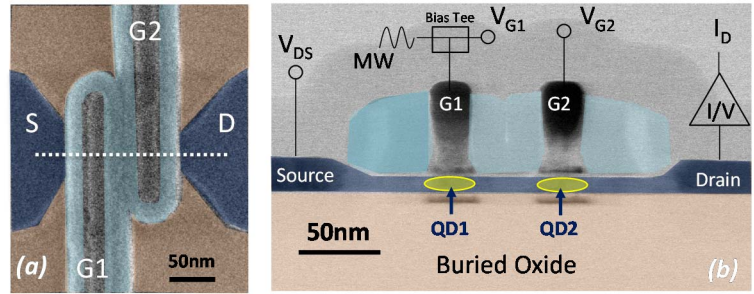 G2
S
D
G1
50nm
(a)
Bias Tee
V_G1
V_G2
I_D
V_DS
MW
G1
G2
I/V
Source
Drain
QD1
QD2
50nm
Buried Oxide
(b)